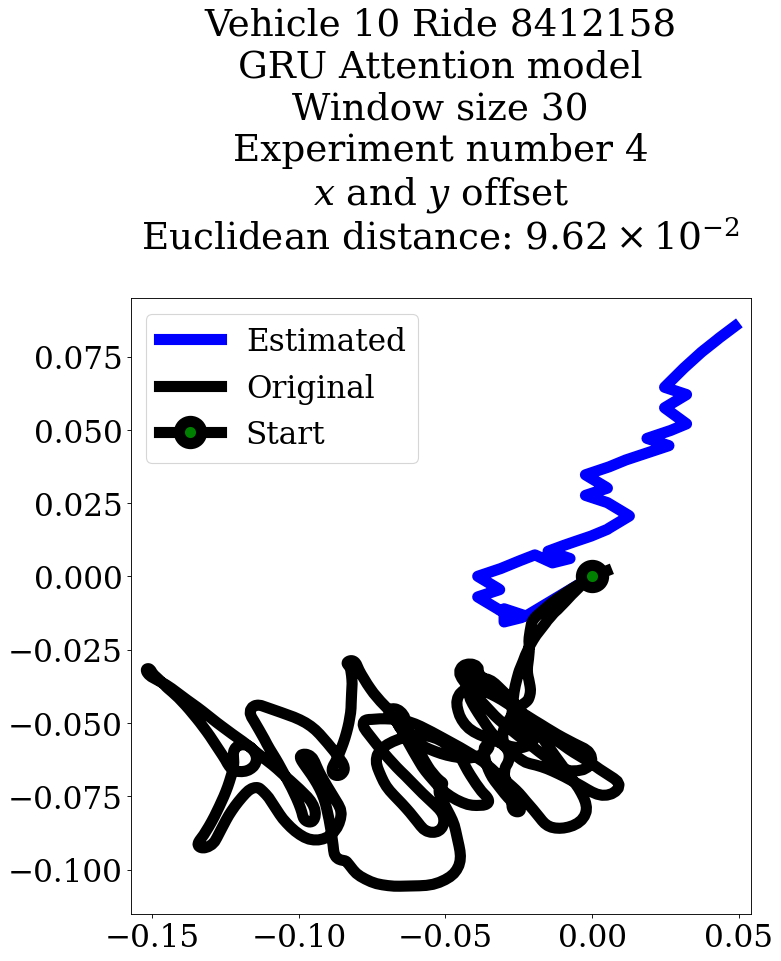 Vehicle 10 Ride 8412158
GRU Attention model
Window size 30
Experiment number 4
x and y offset
Euclidean distance: 9.62 × 10⁻²
Estimated
Original
Start
0.075
0.050
0.025
0.000
−0.025
−0.050
−0.075
−0.100
−0.15 −0.10 −0.05 0.00 0.05